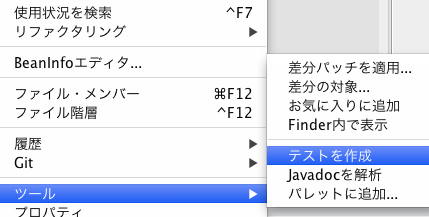 使用状況を検索 ^F7
リファクタリング
BeanInfoエディタ...
ファイル・メンバー ⌘F12
ファイル階層 ^F12
履歴
Git
ツール
プロパティ
差分パッチを適用...
差分の対象...
お気に入りに追加
Finder内で表示
テストを作成
Javadocを解析
パレットに追加...